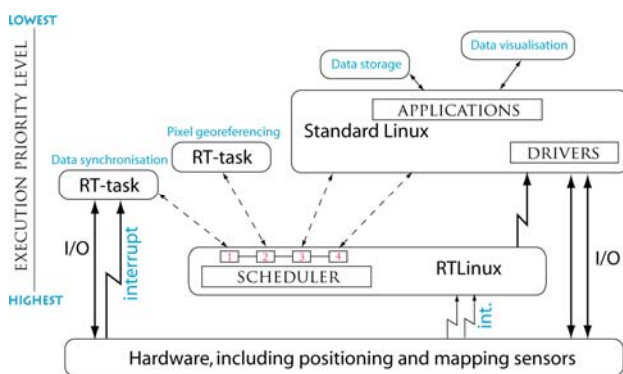 LOWEST
EXECUTION PRIORITY LEVEL
HIGHEST
Data storage
Data visualisation
APPLICATIONS
Standard Linux
DRIVERS
Pixel georeferencing
RT-task
Data synchronisation
RT-task
I/O
interrupt
1 2 3 4
SCHEDULER
RTLinux
int.
I/O
Hardware, including positioning and mapping sensors